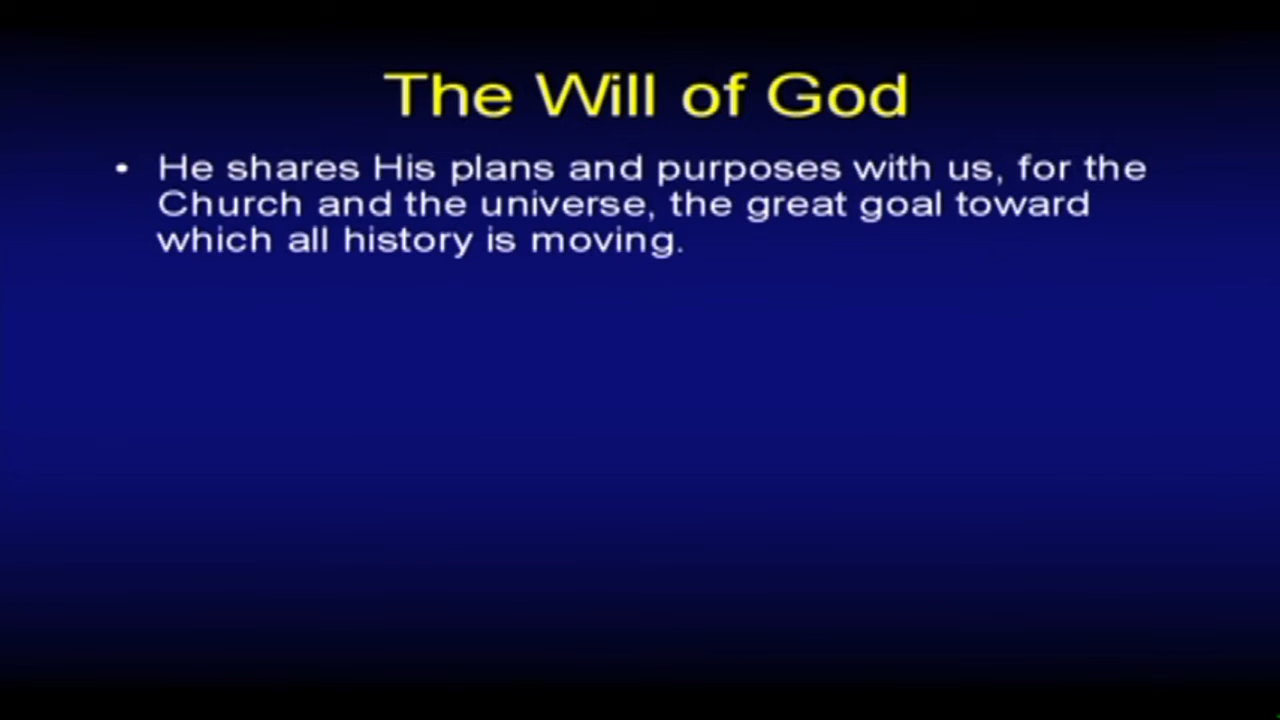 The Will of God
• He shares His plans and purposes with us, for the
Church and the universe, the great goal toward
which all history is moving.